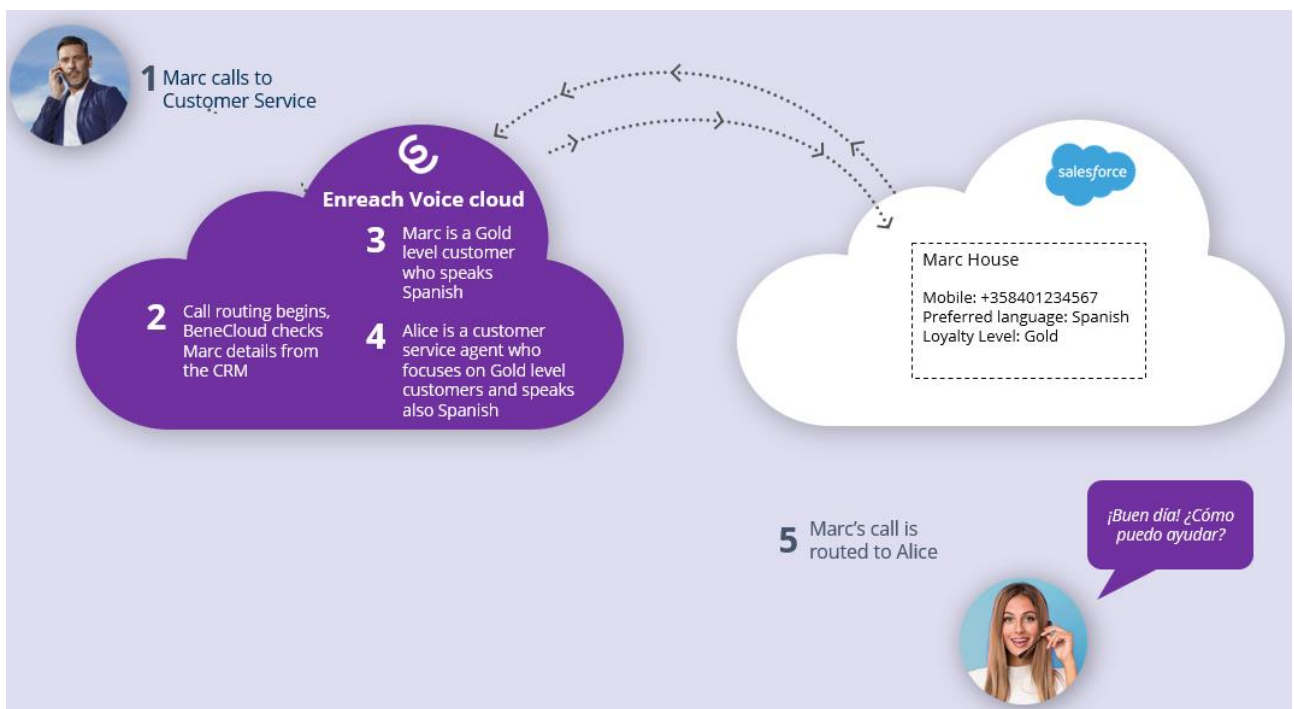 1 Marc calls to
Customer Service
Enreach Voice cloud
3 Marc is a Gold
level customer
who speaks
Spanish
2 Call routing begins,
BeneCloud checks
Marc details from
the CRM
4 Alice is a customer
service agent who
focuses on Gold level
customers and speaks
also Spanish
salesforce
Marc House
Mobile: +358401234567
Preferred language: Spanish
Loyalty Level: Gold
5 Marc's call is
routed to Alice
¡Buen día! ¿Cómo
puedo ayudar?